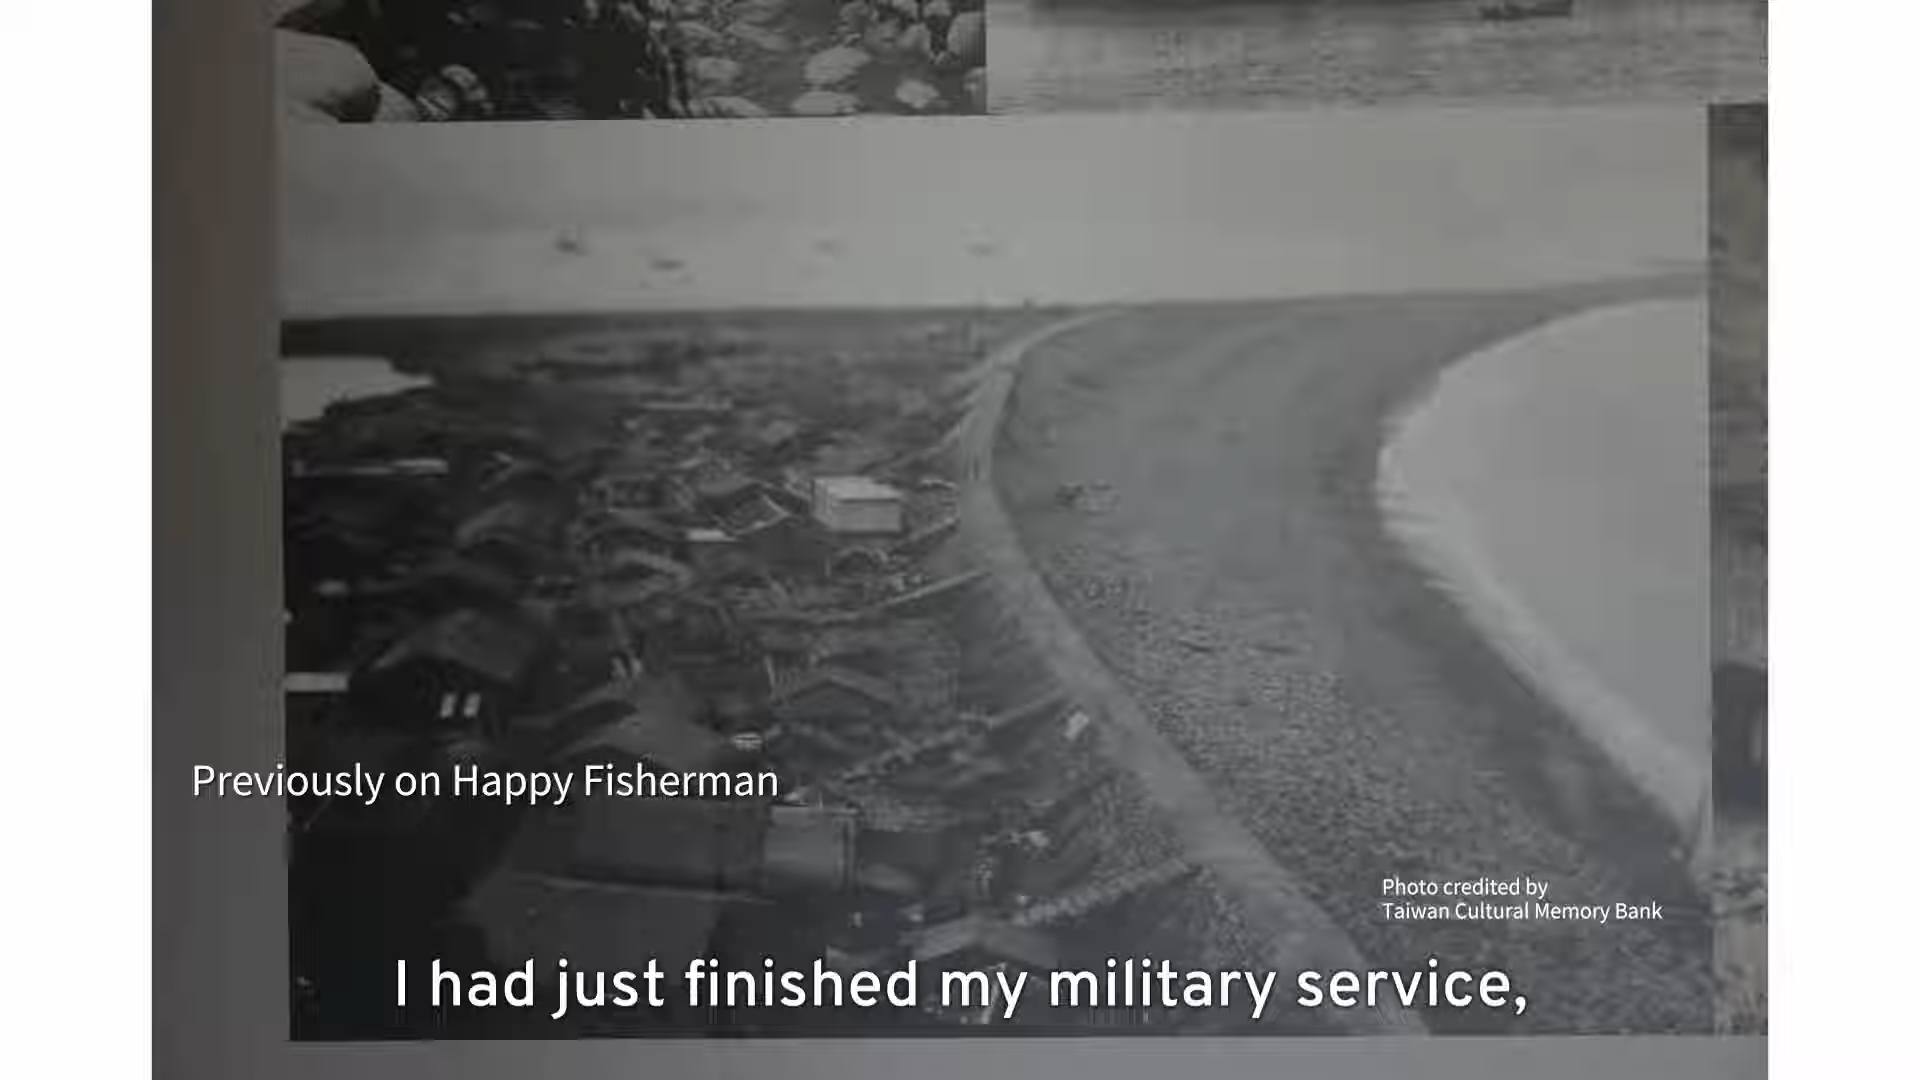 Previously on Happy Fisherman
Photo credited by
Taiwan Cultural Memory Bank
I had just finished my military service,